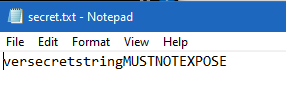 secret.txt - Notepad
File Edit Format View Help
versecretstringMUSTNOTEXPOSE